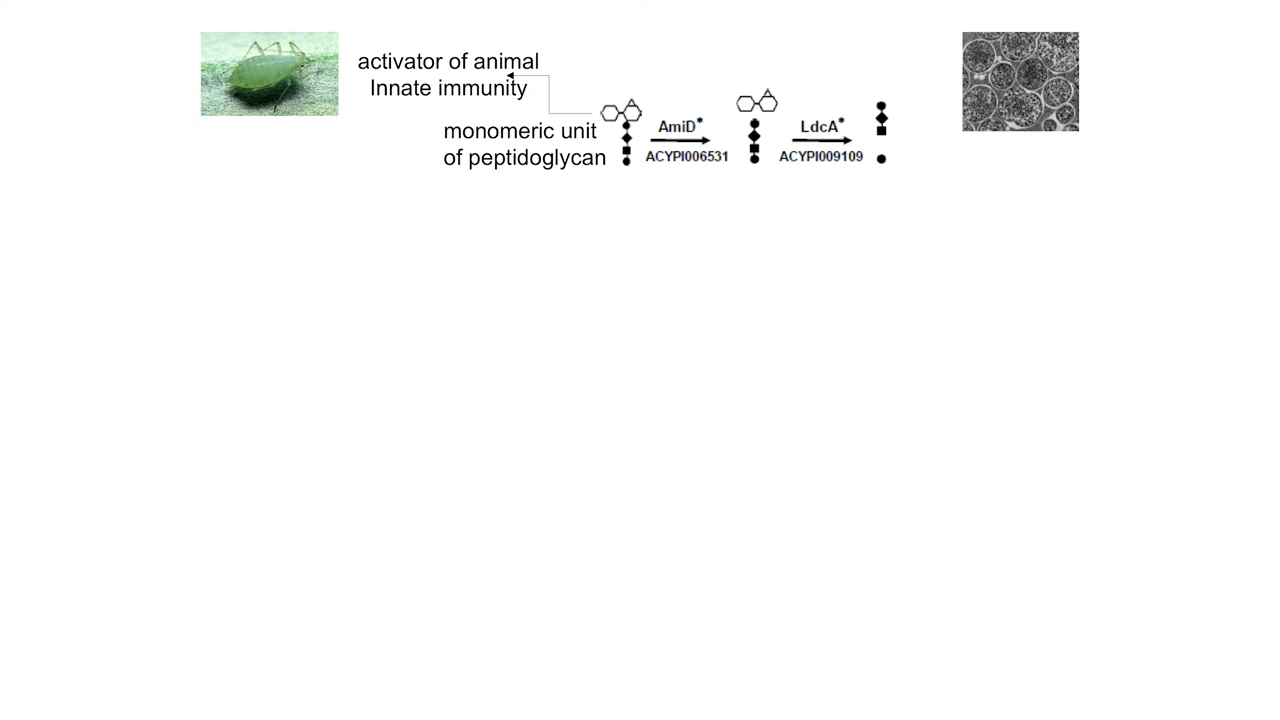 activator of animal
Innate immunity
monomeric unit
of peptidoglycan
AmiD*
ACYPI006531
LdcA*
ACYPI009109